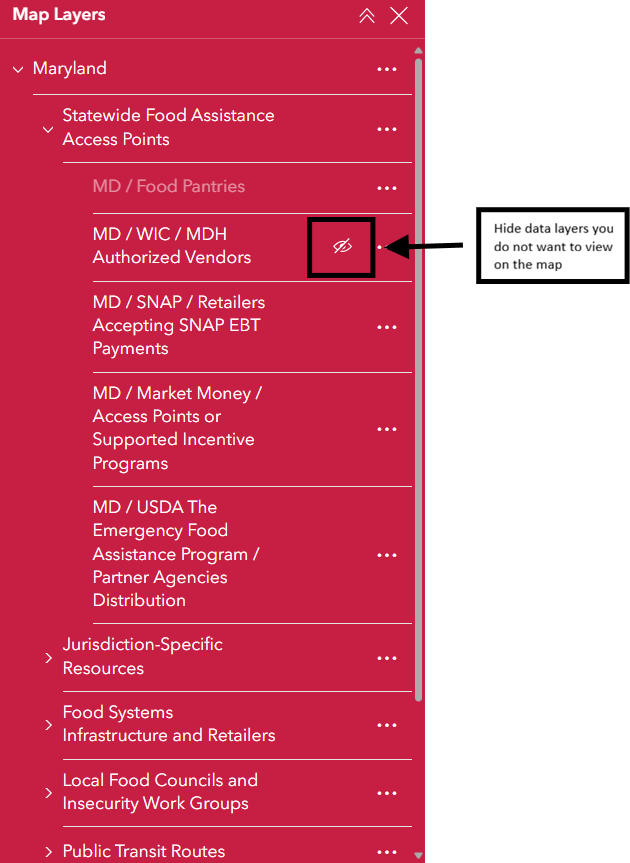 Map Layers
Maryland
Statewide Food Assistance
Access Points
MD / Food Pantries
MD / WIC / MDH
Authorized Vendors
Hide data layers you
do not want to view
on the map
MD / SNAP / Retailers
Accepting SNAP EBT
Payments
MD / Market Money /
Access Points or
Supported Incentive
Programs
MD / USDA The
Emergency Food
Assistance Program /
Partner Agencies
Distribution
Jurisdiction-Specific
Resources
Food Systems
Infrastructure and Retailers
Local Food Councils and
Insecurity Work Groups
Public Transit Routes